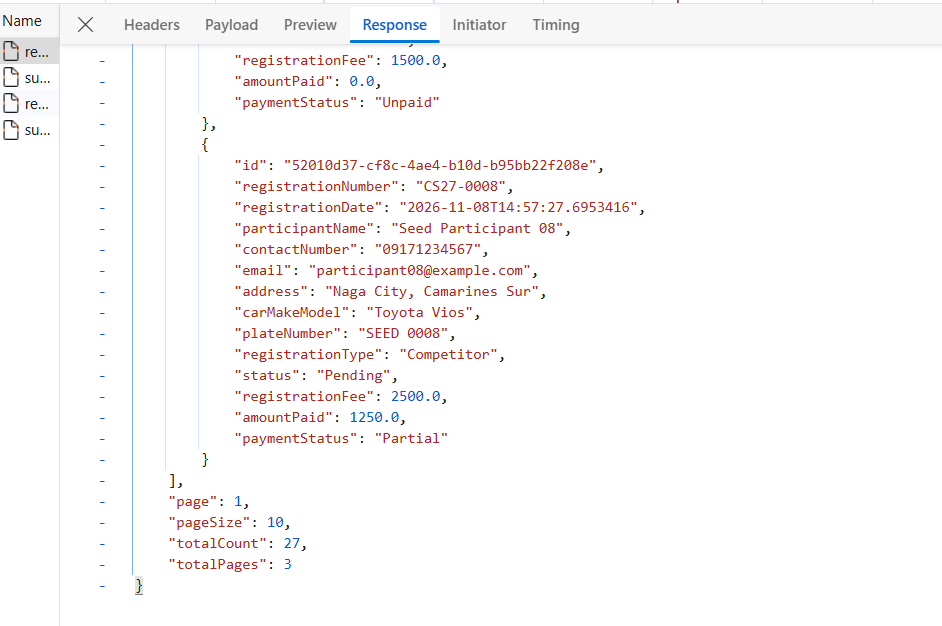 Name
Headers Payload Preview Response Initiator Timing
re...
su...
re...
su...
"registrationFee": 1500.0,
"amountPaid": 0.0,
"paymentStatus": "Unpaid"
},
{
"id": "52010d37-cf8c-4ae4-b10d-b95bb22f208e",
"registrationNumber": "CS27-0008",
"registrationDate": "2026-11-08T14:57:27.6953416",
"participantName": "Seed Participant 08",
"contactNumber": "09171234567",
"email": "participant08@example.com",
"address": "Naga City, Camarines Sur",
"carMakeModel": "Toyota Vios",
"plateNumber": "SEED 0008",
"registrationType": "Competitor",
"status": "Pending",
"registrationFee": 2500.0,
"amountPaid": 1250.0,
"paymentStatus": "Partial"
}
],
"page": 1,
"pageSize": 10,
"totalCount": 27,
"totalPages": 3
}